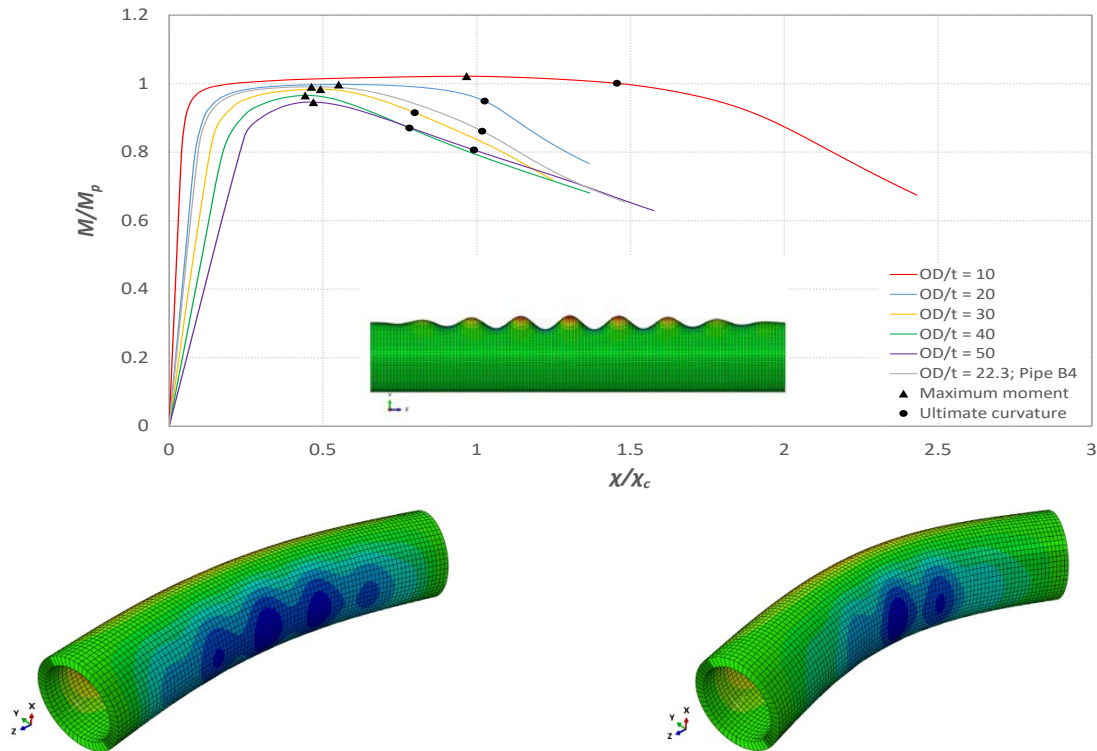 1.2
1
0.8
0.6
0.4
0.2
0
M/Mp
0
0.5
1
1.5
2
2.5
3
χ/χc
OD/t = 10
OD/t = 20
OD/t = 30
OD/t = 40
OD/t = 50
OD/t = 22.3; Pipe B4
Maximum moment
Ultimate curvature
Y
X
Z
Y
X
Z